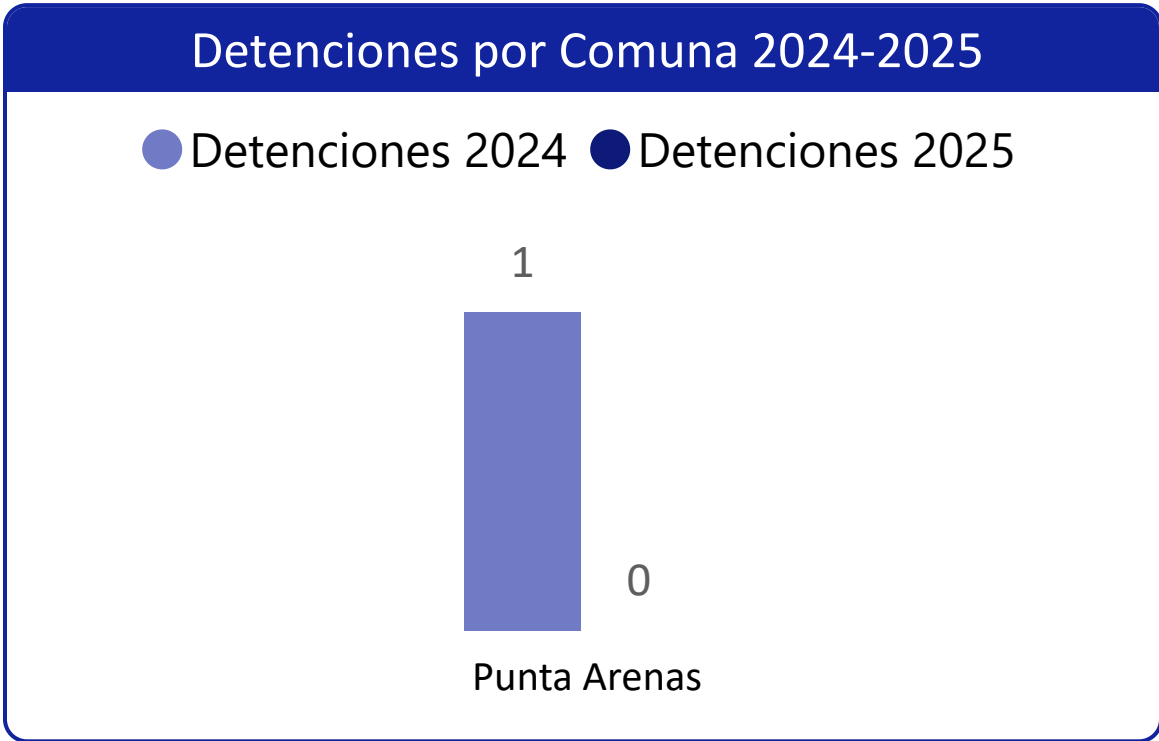 Detenciones por Comuna 2024-2025
Detenciones 2024 Detenciones 2025
1
0
Punta Arenas